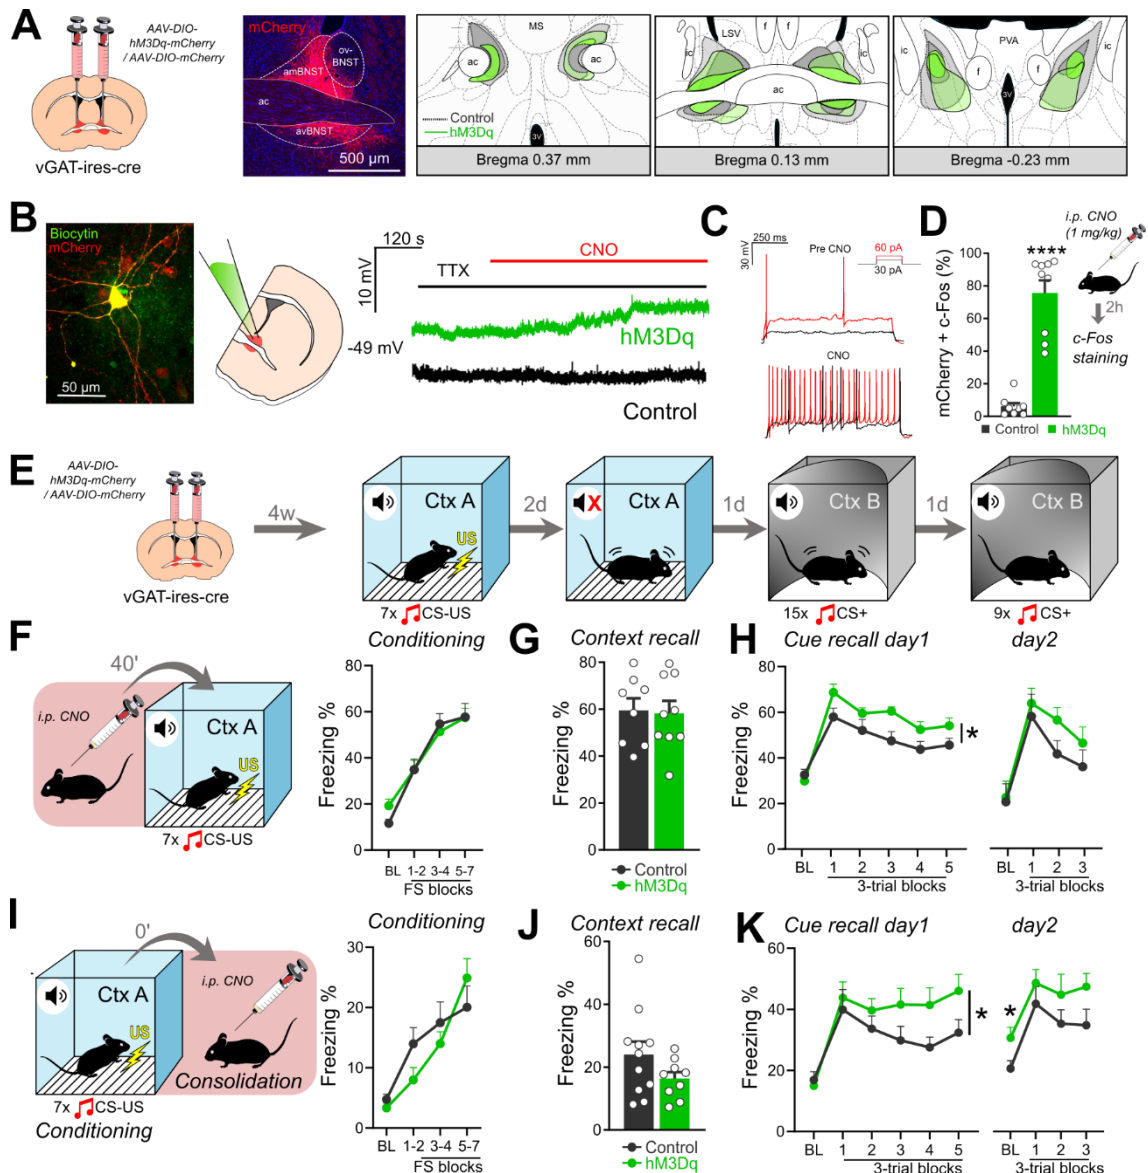 A
AAV-DIO-
hM3Dq-mCherry
/ AAV-DIO-mCherry
vGAT-ires-cre
mCherry
ov-
BNST
amBNST
ac
avBNST
500 µm
MS
ac
ac
Control
hM3Dq
3V
Bregma 0.37 mm
LSV
f
f
ic
ic
ac
Bregma 0.13 mm
ic
ic
PVA
f
f
3V
Bregma -0.23 mm
B
Biocytin
mCherry
50 µm
120 s
10 mV
CNO
TTX
hM3Dq
-49 mV
Control
C
250 ms
30 mV
Pre CNO
60 pA
30 pA
CNO
D
mCherry + c-Fos (%)
100
80
60
40
20
0
****
Control
hM3Dq
i.p. CNO
(1 mg/kg)
2h
c-Fos
staining
E
AAV-DIO-
hM3Dq-mCherry
/ AAV-DIO-mCherry
vGAT-ires-cre
4w
Ctx A
US
7x CS-US
2d
X
Ctx A
1d
Ctx B
15x CS+
1d
Ctx B
9x CS+
F
40'
i.p. CNO
Ctx A
US
7x CS-US
Conditioning
Freezing %
80
60
40
20
0
BL
1-2
3-4
5-7
FS blocks
G
Context recall
Freezing %
80
60
40
20
0
Control
hM3Dq
H
Cue recall day1
day2
Freezing %
80
60
40
20
0
*
BL
1
2
3
4
5
BL
1
2
3
3-trial blocks
3-trial blocks
I
0'
Ctx A
i.p. CNO
US
Consolidation
7x CS-US
Conditioning
Conditioning
Freezing %
30
20
10
0
BL
1-2
3-4
5-7
FS blocks
J
Context recall
Freezing %
60
40
20
0
Control
hM3Dq
K
Cue recall day1
day2
Freezing %
60
40
20
0
*
*
BL
1
2
3
4
5
BL
1
2
3
3-trial blocks
3-trial blocks